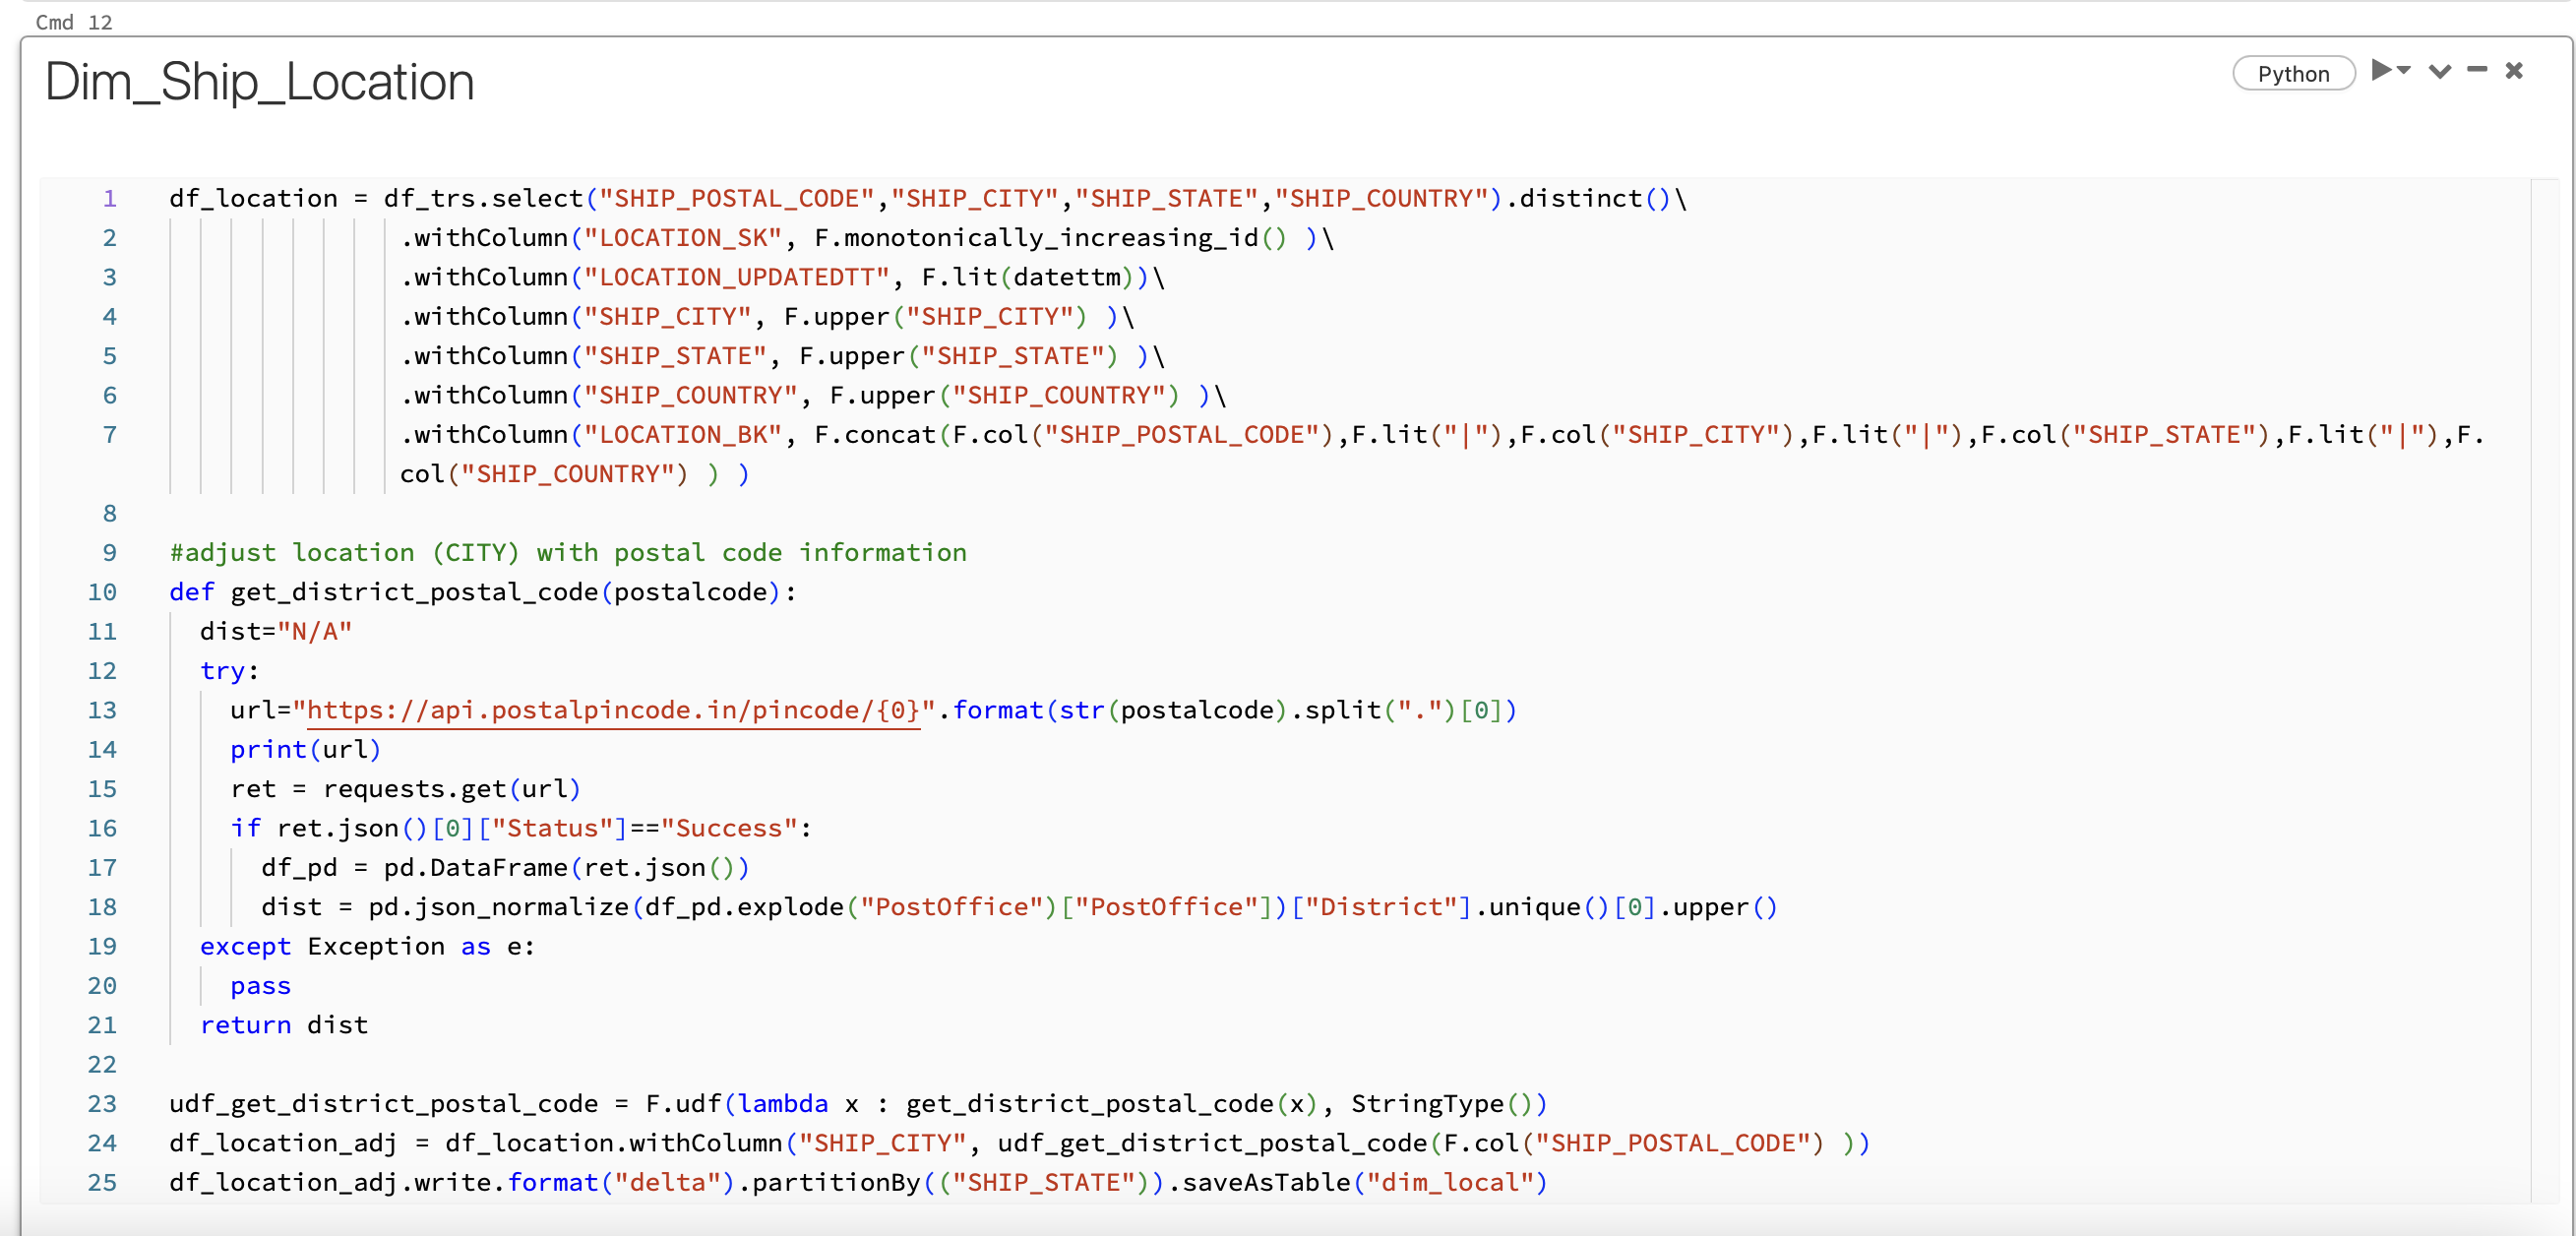 Cmd 12
Dim_Ship_Location
Python
1 df_location = df_trs.select("SHIP_POSTAL_CODE","SHIP_CITY","SHIP_STATE","SHIP_COUNTRY").distinct()\
2 .withColumn("LOCATION_SK", F.monotonically_increasing_id() )\
3 .withColumn("LOCATION_UPDATEDTT", F.lit(datettm))\
4 .withColumn("SHIP_CITY", F.upper("SHIP_CITY") )\
5 .withColumn("SHIP_STATE", F.upper("SHIP_STATE") )\
6 .withColumn("SHIP_COUNTRY", F.upper("SHIP_COUNTRY") )\
7 .withColumn("LOCATION_BK", F.concat(F.col("SHIP_POSTAL_CODE"),F.lit("|"),F.col("SHIP_CITY"),F.lit("|"),F.col("SHIP_STATE"),F.lit("|"),F.
col("SHIP_COUNTRY") ) )
8
9 #adjust location (CITY) with postal code information
10 def get_district_postal_code(postalcode):
11 dist="N/A"
12 try:
13 url="https://api.postalpincode.in/pincode/{0}".format(str(postalcode).split(".")[0])
14 print(url)
15 ret = requests.get(url)
16 if ret.json()[0]["Status"]=="Success":
17 df_pd = pd.DataFrame(ret.json())
18 dist = pd.json_normalize(df_pd.explode("PostOffice")["PostOffice"])["District"].unique()[0].upper()
19 except Exception as e:
20 pass
21 return dist
22
23 udf_get_district_postal_code = F.udf(lambda x : get_district_postal_code(x), StringType())
24 df_location_adj = df_location.withColumn("SHIP_CITY", udf_get_district_postal_code(F.col("SHIP_POSTAL_CODE") ))
25 df_location_adj.write.format("delta").partitionBy(("SHIP_STATE")).saveAsTable("dim_local")